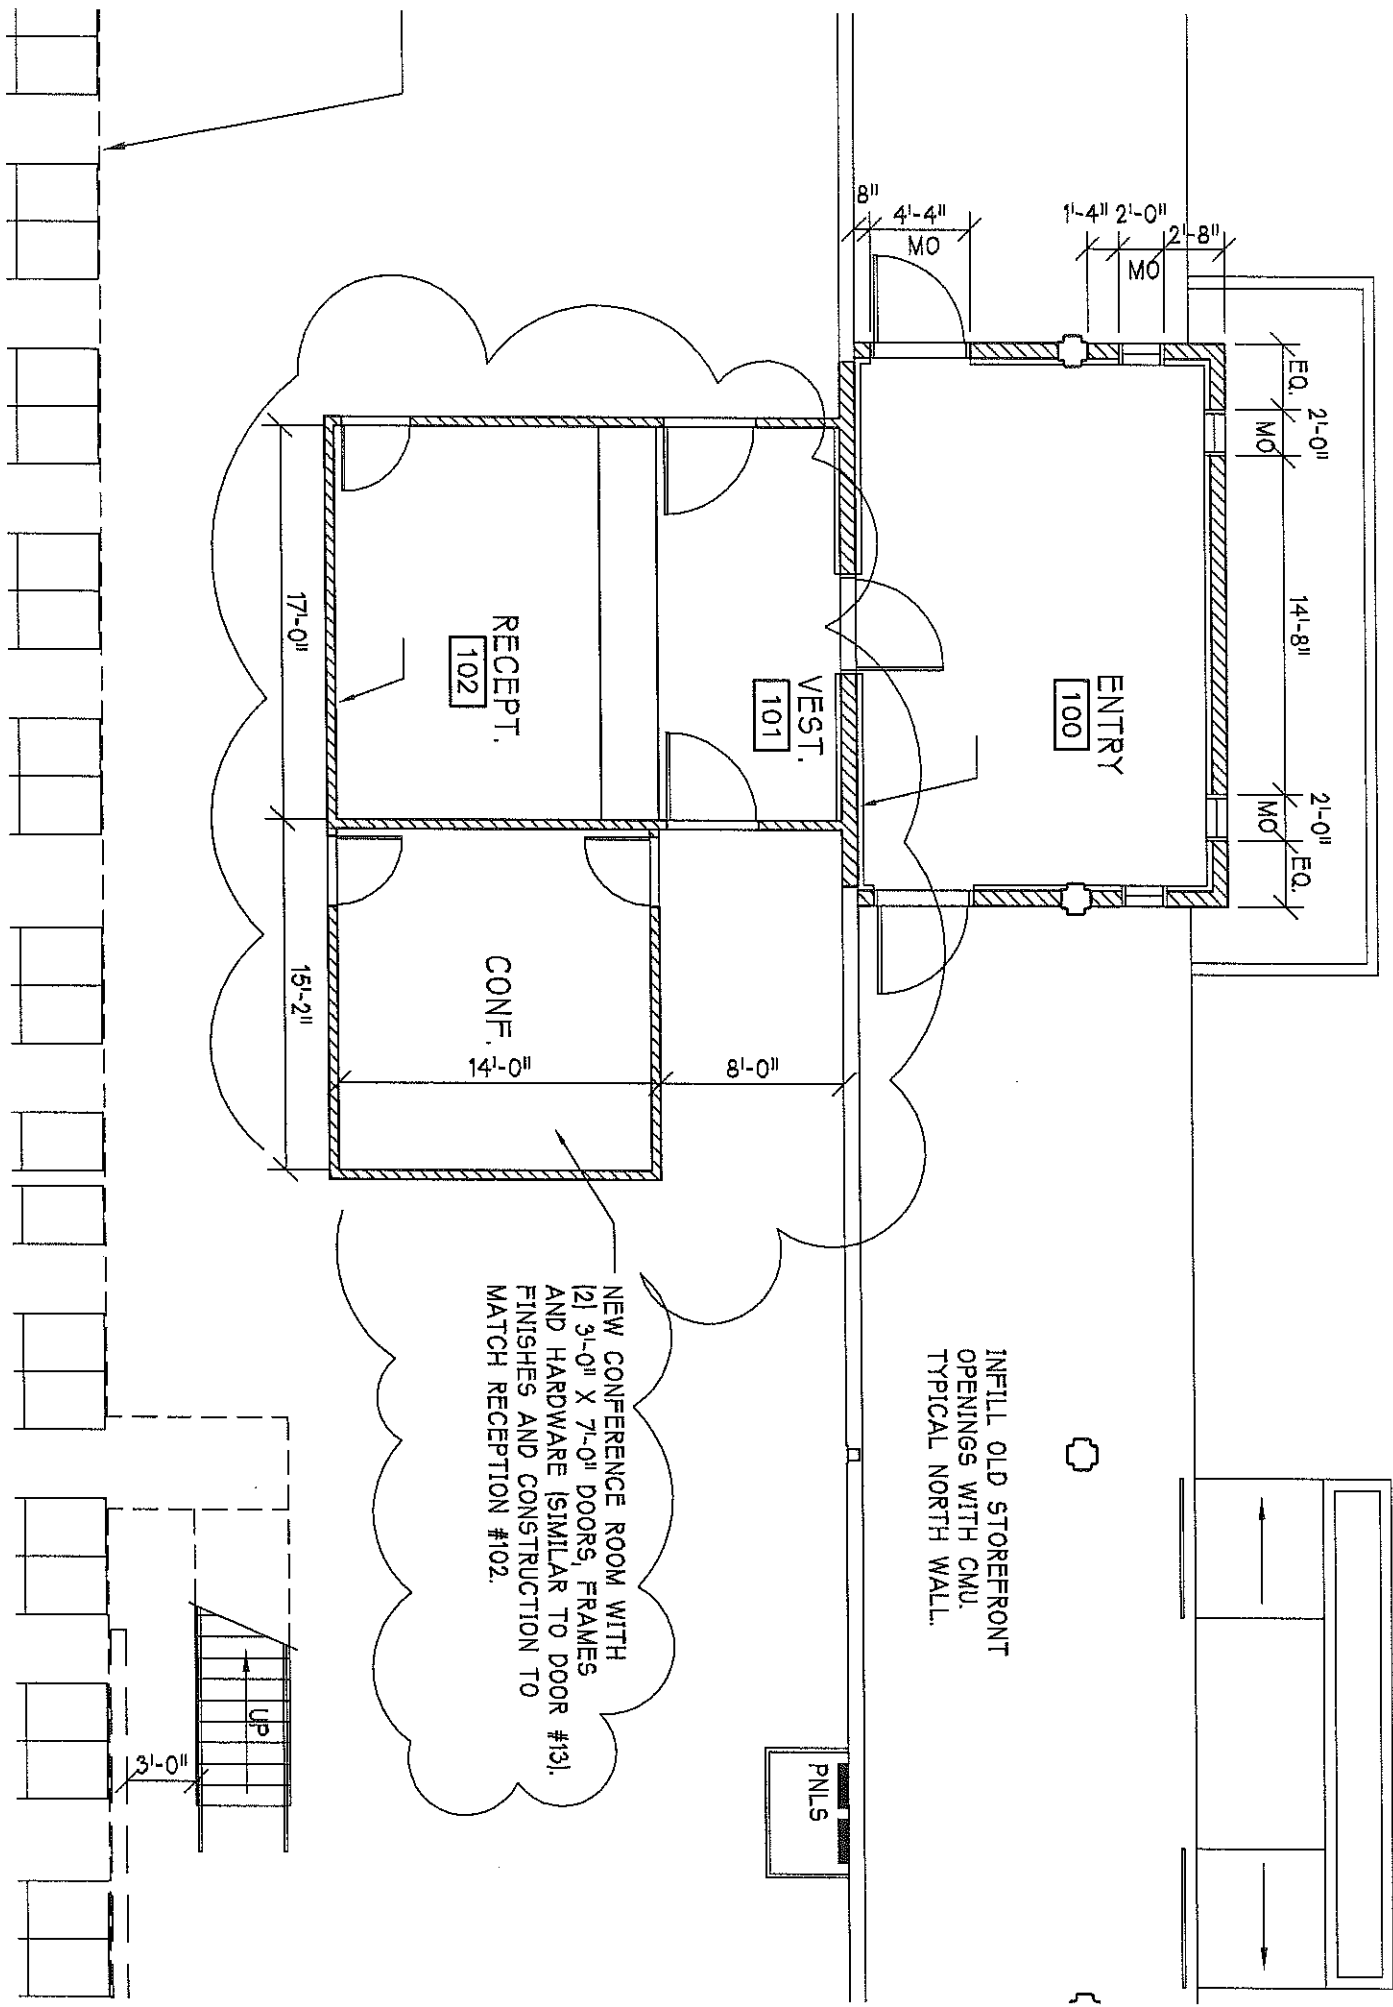 EQ.
2'-0"
MO
14'-8"
2'-0"
MO
EQ.
2'-8"
2'-0"
MO
1'-4"
4'-4"
MO
8"
ENTRY
100
VEST.
101
RECEPT.
102
17'-0"
15'-2"
CONF.
14'-0"
8'-0"
INFILL OLD STOREFRONT
OPENINGS WITH CMU.
TYPICAL NORTH WALL.
NEW CONFERENCE ROOM WITH
(2) 3'-0" X 7'-0" DOORS, FRAMES
AND HARDWARE (SIMILAR TO DOOR #13).
FINISHES AND CONSTRUCTION TO
MATCH RECEPTION #102.
PNLS
UP
3'-0"